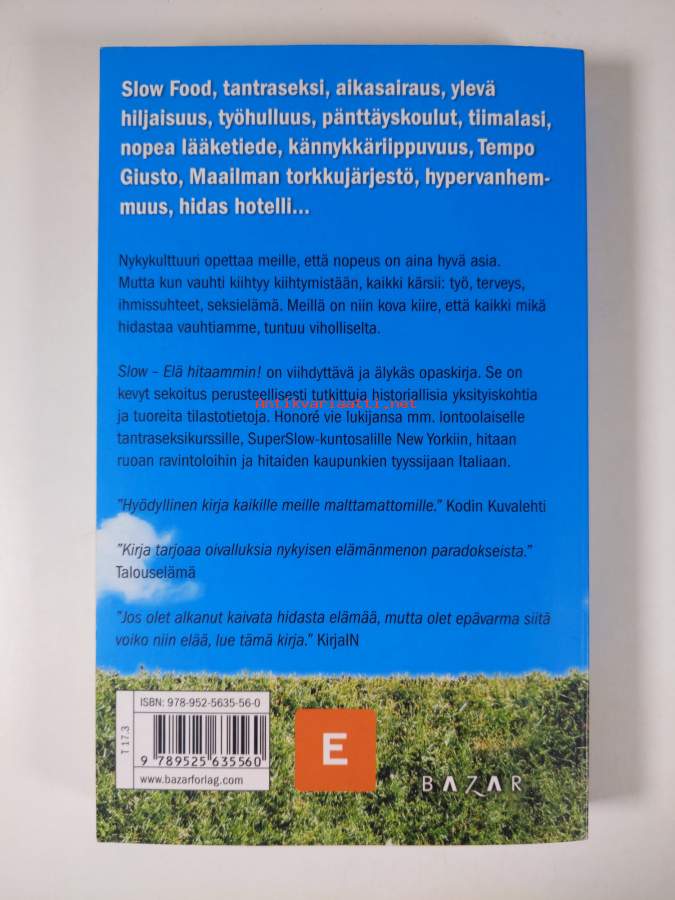 Slow Food, tantraseksi, aikasairaus, ylevä
hiljaisuus, työhulluus, pänttäyskoulut, tiimalasi,
nopea lääketiede, kännykkäriippuvuus, Tempo
Giusto, Maailman torkkujärjestö, hypervanhem-
muus, hidas hotelli...
Nykykulttuuri opettaa meille, että nopeus on aina hyvä asia.
Mutta kun vauhti kiihtyy kiihtymistään, kaikki kärsii: työ, terveys,
ihmissuhteet, seksielämä. Meillä on niin kova kiire, että kaikki mikä
hidastaa vauhtiamme, tuntuu viholliselta.
Slow – Elä hitaammin! on viihdyttävä ja älykäs opaskirja. Se on
kevyt sekoitus perusteellisesti tutkittuja historiallisia yksityiskohtia
antikvariaatti.net
ja tuoreita tilastotietoja. Honoré vie lukijansa mm. lontoolaiselle
tantraseksikurssille, SuperSlow-kuntosalille New Yorkiin, hitaan
ruoan ravintoloihin ja hitaiden kaupunkien tyyssijaan Italiaan.
"Hyödyllinen kirja kaikille meille malttamattomille." Kodin Kuvalehti
"Kirja tarjoaa oivalluksia nykyisen elämänmenon paradokseista."
Talouselämä
"Jos olet alkanut kaivata hidasta elämää, mutta olet epävarma siitä
voiko niin elää, lue tämä kirja." KirjaIN
ISBN: 978-952-5635-56-0
T 17.3
9 789525 635560
www.bazarforlag.com
E
BAZAR